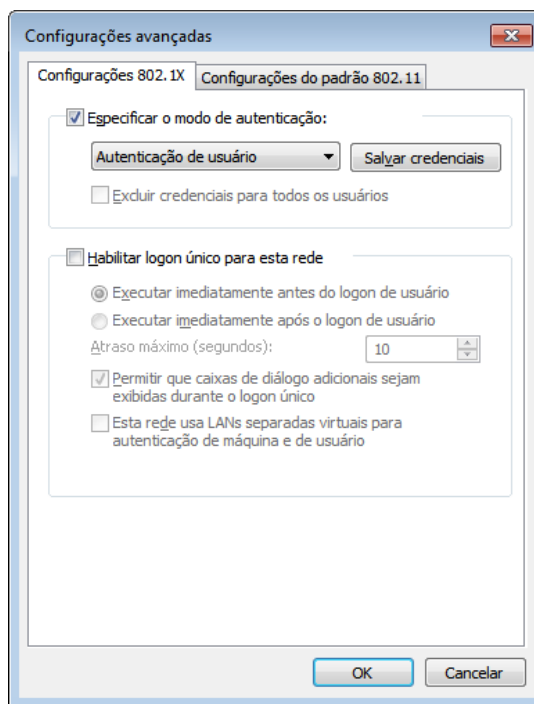 Configurações avançadas
Configurações 802.1X
Configurações do padrão 802.11
Especificar o modo de autenticação:
Autenticação de usuário
Salvar credenciais
Excluir credenciais para todos os usuários
Habilitar logon único para esta rede
Executar imediatamente antes do logon de usuário
Executar imediatamente após o logon de usuário
Atraso máximo (segundos):
10
Permitir que caixas de diálogo adicionais sejam
exibidas durante o logon único
Esta rede usa LANs separadas virtuais para
autenticação de máquina e de usuário
OK
Cancelar